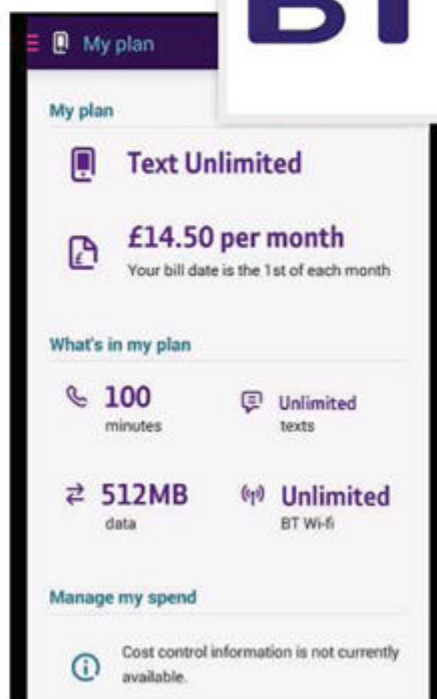 BT
My plan
My plan
Text Unlimited
£14.50 per month
Your bill date is the 1st of each month
What's in my plan
100
minutes
Unlimited
texts
512MB
data
Unlimited
BT Wi-fi
Manage my spend
Cost control information is not currently
available.